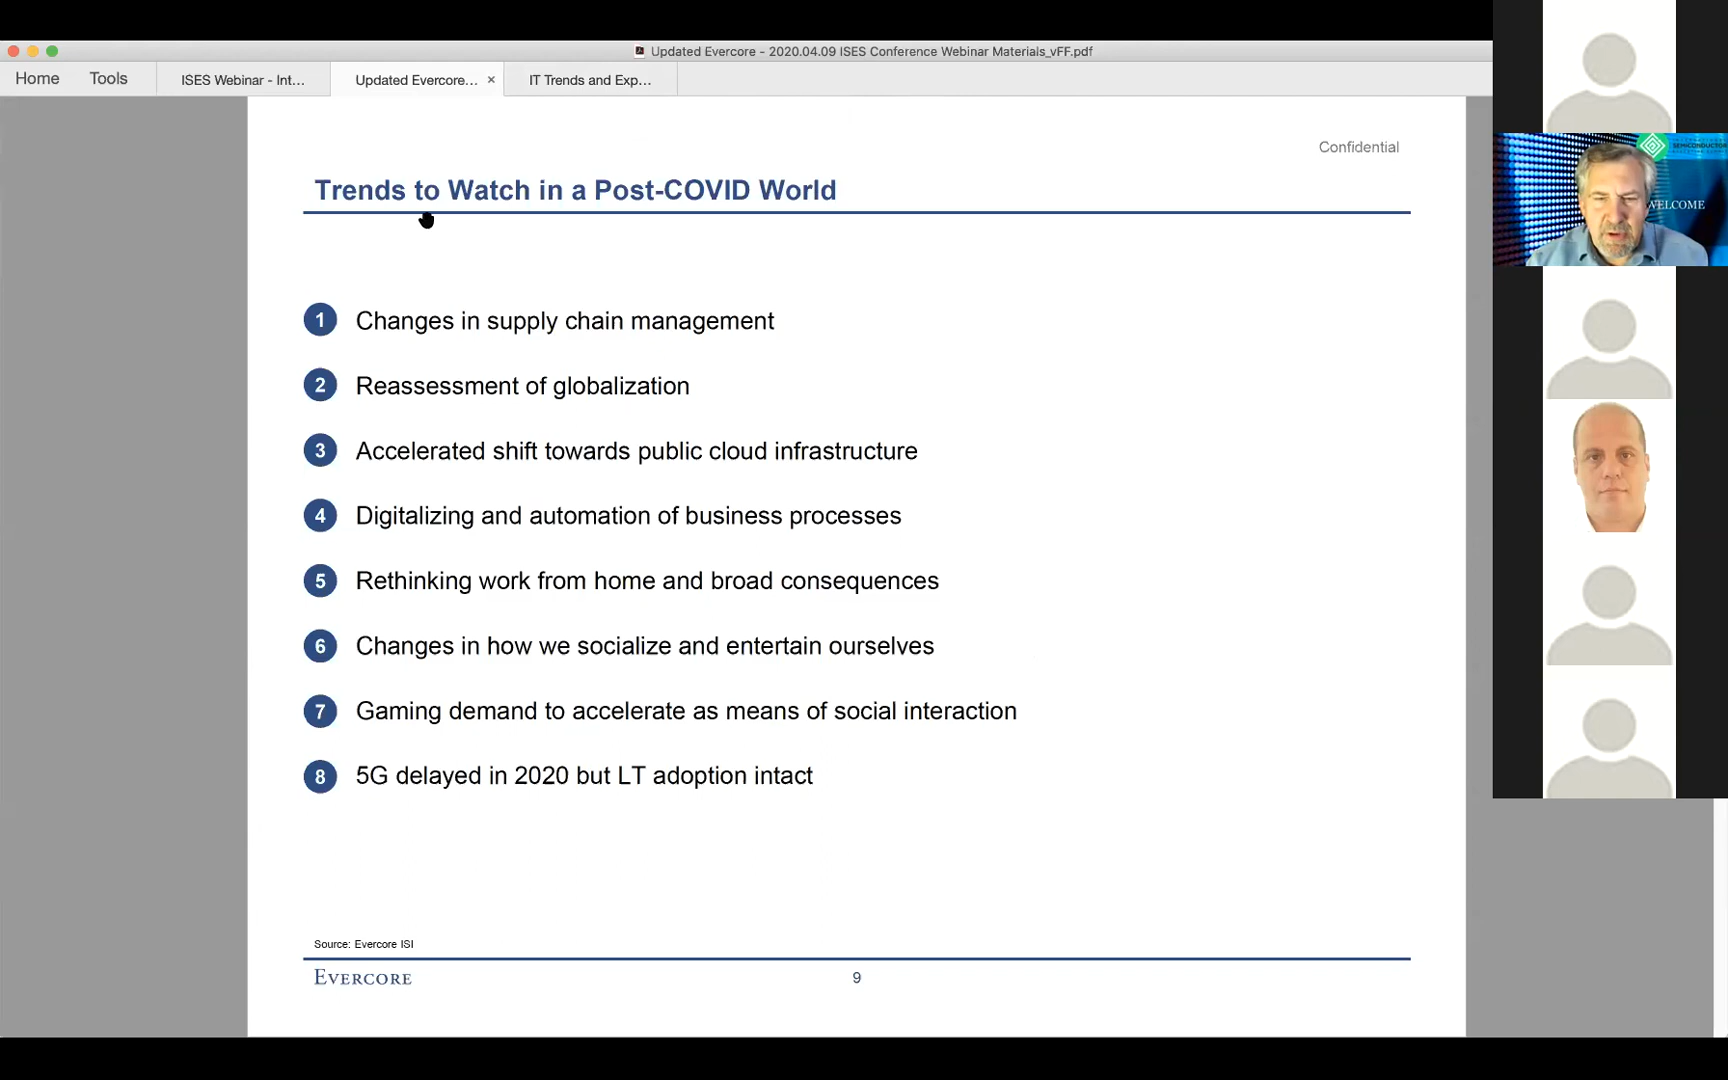 Updated Evercore - 2020.04.09 ISES Conference Webinar Materials_vFF.pdf
Home
Tools
ISES Webinar - Int...
Updated Evercore... ×
IT Trends and Exp...
Confidential
Trends to Watch in a Post-COVID World
1 Changes in supply chain management
2 Reassessment of globalization
3 Accelerated shift towards public cloud infrastructure
4 Digitalizing and automation of business processes
5 Rethinking work from home and broad consequences
6 Changes in how we socialize and entertain ourselves
7 Gaming demand to accelerate as means of social interaction
8 5G delayed in 2020 but LT adoption intact
Source: Evercore ISI
EVERCORE
9
SEMICONDUCTOR
WELCOME